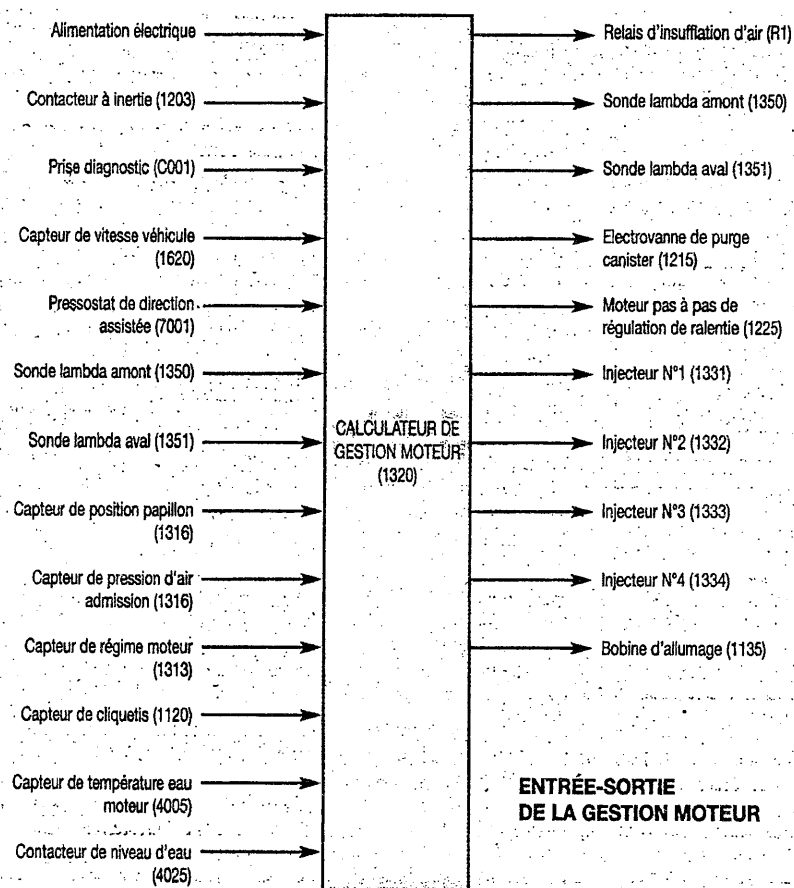 Alimentation électrique
Contacteur à inertie (1203)
Prise diagnostic (C001)
Capteur de vitesse véhicule
(1620)
Pressostat de direction
assistée (7001)
Sonde lambda amont (1350)
Sonde lambda aval (1351)
Capteur de position papillon
(1316)
Capteur de pression d'air
admission (1316)
Capteur de régime moteur
(1313)
Capteur de cliquetis (1120)
Capteur de température eau
moteur (4005)
Contacteur de niveau d'eau
(4025)
CALCULATEUR DE
GESTION MOTEUR
(1320)
Relais d'insufflation d'air (R1)
Sonde lambda amont (1350)
Sonde lambda aval (1351)
Electrovanne de purge
canister (1215)
Moteur pas à pas de
régulation de ralentie (1225)
Injecteur N°1 (1331)
Injecteur N°2 (1332)
Injecteur N°3 (1333)
Injecteur N°4 (1334)
Bobine d'allumage (1135)
ENTRÉE-SORTIE
DE LA GESTION MOTEUR